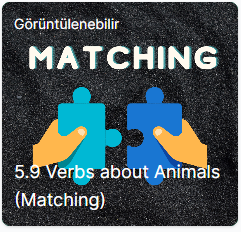 Görüntülenebilir
MATCHING
5.9 Verbs about Animals
(Matching)